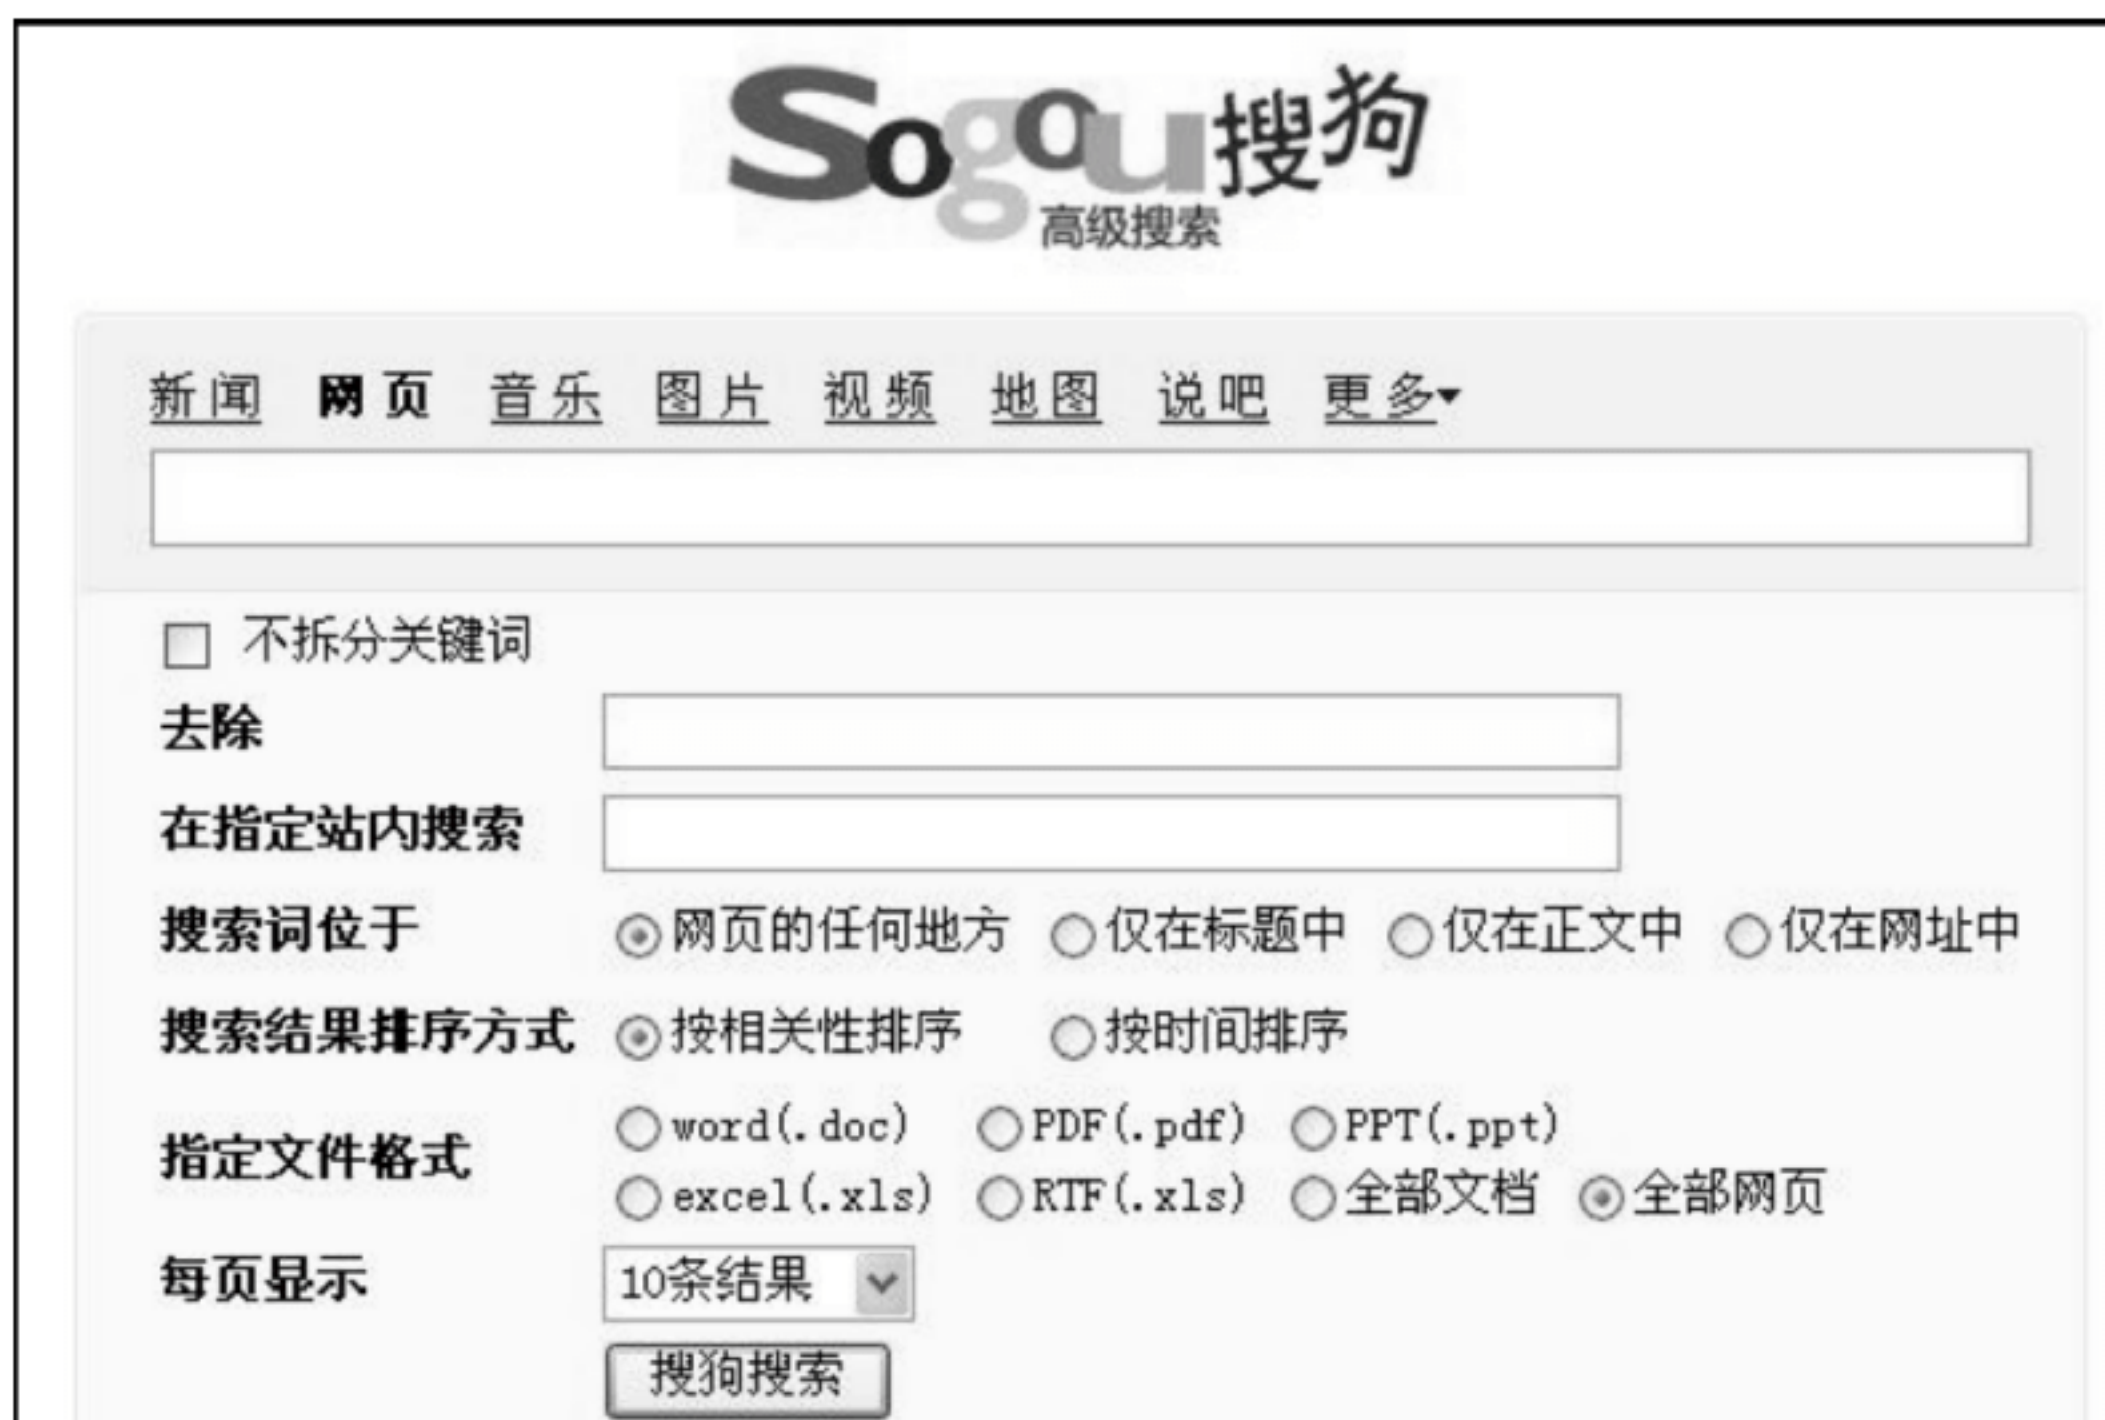 Sogou搜狗
高级搜索
新闻 网页 音乐 图片 视频 地图 说吧 更多▾
不拆分关键词
去除
在指定站内搜索
搜索词位于 网页的任何地方 仅在标题中 仅在正文中 仅在网址中
搜索结果排序方式 按相关性排序 按时间排序
指定文件格式 word(.doc) PDF(.pdf) PPT(.ppt)
excel(.xls) RTF(.xls) 全部文档 全部网页
每页显示 10条结果
搜狗搜索